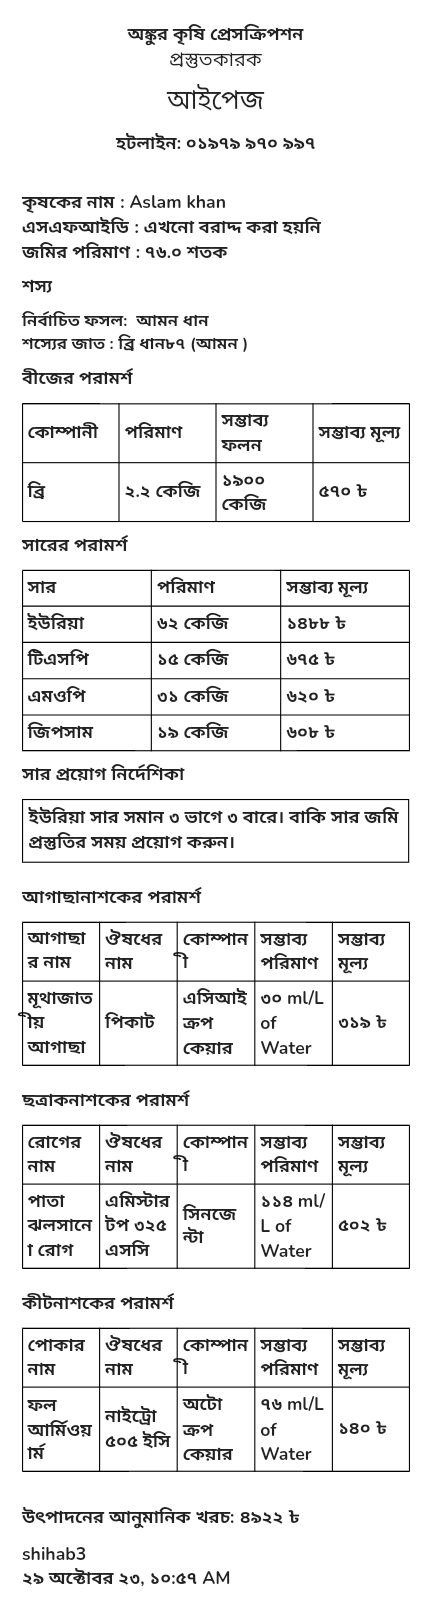 অঙ্কুর কৃষি প্রেসক্রিপশন
প্রস্তুতকারক
আইপেজ
হটলাইন: ০১৯৭৯ ৯৭০ ৯৯৭
কৃষকের নাম : Aslam khan
এসএফআইডি : এখনো বরাদ্দ করা হয়নি
জমির পরিমাণ : ৭৬.০ শতক
শস্য
নির্বাচিত ফসল: আমন ধান
শস্যের জাত : ব্রি ধান৮৭ (আমন )
বীজের পরামর্শ
কোম্পানী পরিমাণ সম্ভাব্য ফলন সম্ভাব্য মূল্য
ব্রি ২.২ কেজি ১৯০০ কেজি ৫৭০ ৳
সারের পরামর্শ
সার পরিমাণ সম্ভাব্য মূল্য
ইউরিয়া ৬২ কেজি ১৪৮৮ ৳
টিএসপি ১৫ কেজি ৬৭৫ ৳
এমওপি ৩১ কেজি ৬২০ ৳
জিপসাম ১৯ কেজি ৬০৮ ৳
সার প্রয়োগ নির্দেশিকা
ইউরিয়া সার সমান ৩ ভাগে ৩ বারে। বাকি সার জমি
প্রস্তুতির সময় প্রয়োগ করুন।
আগাছানাশকের পরামর্শ
আগাছার নাম ঔষধের নাম কোম্পানী সম্ভাব্য পরিমাণ সম্ভাব্য মূল্য
মূথাজাতীয় আগাছা পিকাট এসিআই ক্রপ কেয়ার ৩০ ml/L of Water ৩১৯ ৳
ছত্রাকনাশকের পরামর্শ
রোগের নাম ঔষধের নাম কোম্পানী সম্ভাব্য পরিমাণ সম্ভাব্য মূল্য
পাতা ঝলসানো রোগ এমিস্টার টপ ৩২৫ এসসি সিনজেন্টা ১১৪ ml/L of Water ৫০২ ৳
কীটনাশকের পরামর্শ
পোকার নাম ঔষধের নাম কোম্পানী সম্ভাব্য পরিমাণ সম্ভাব্য মূল্য
ফল আর্মিওয়ার্ম নাইট্রো ৫০৫ ইসি অটো ক্রপ কেয়ার ৭৬ ml/L of Water ১৪০ ৳
উৎপাদনের আনুমানিক খরচ: ৪৯২২ ৳
shihab3
২৯ অক্টোবর ২৩, ১০:৫৭ AM